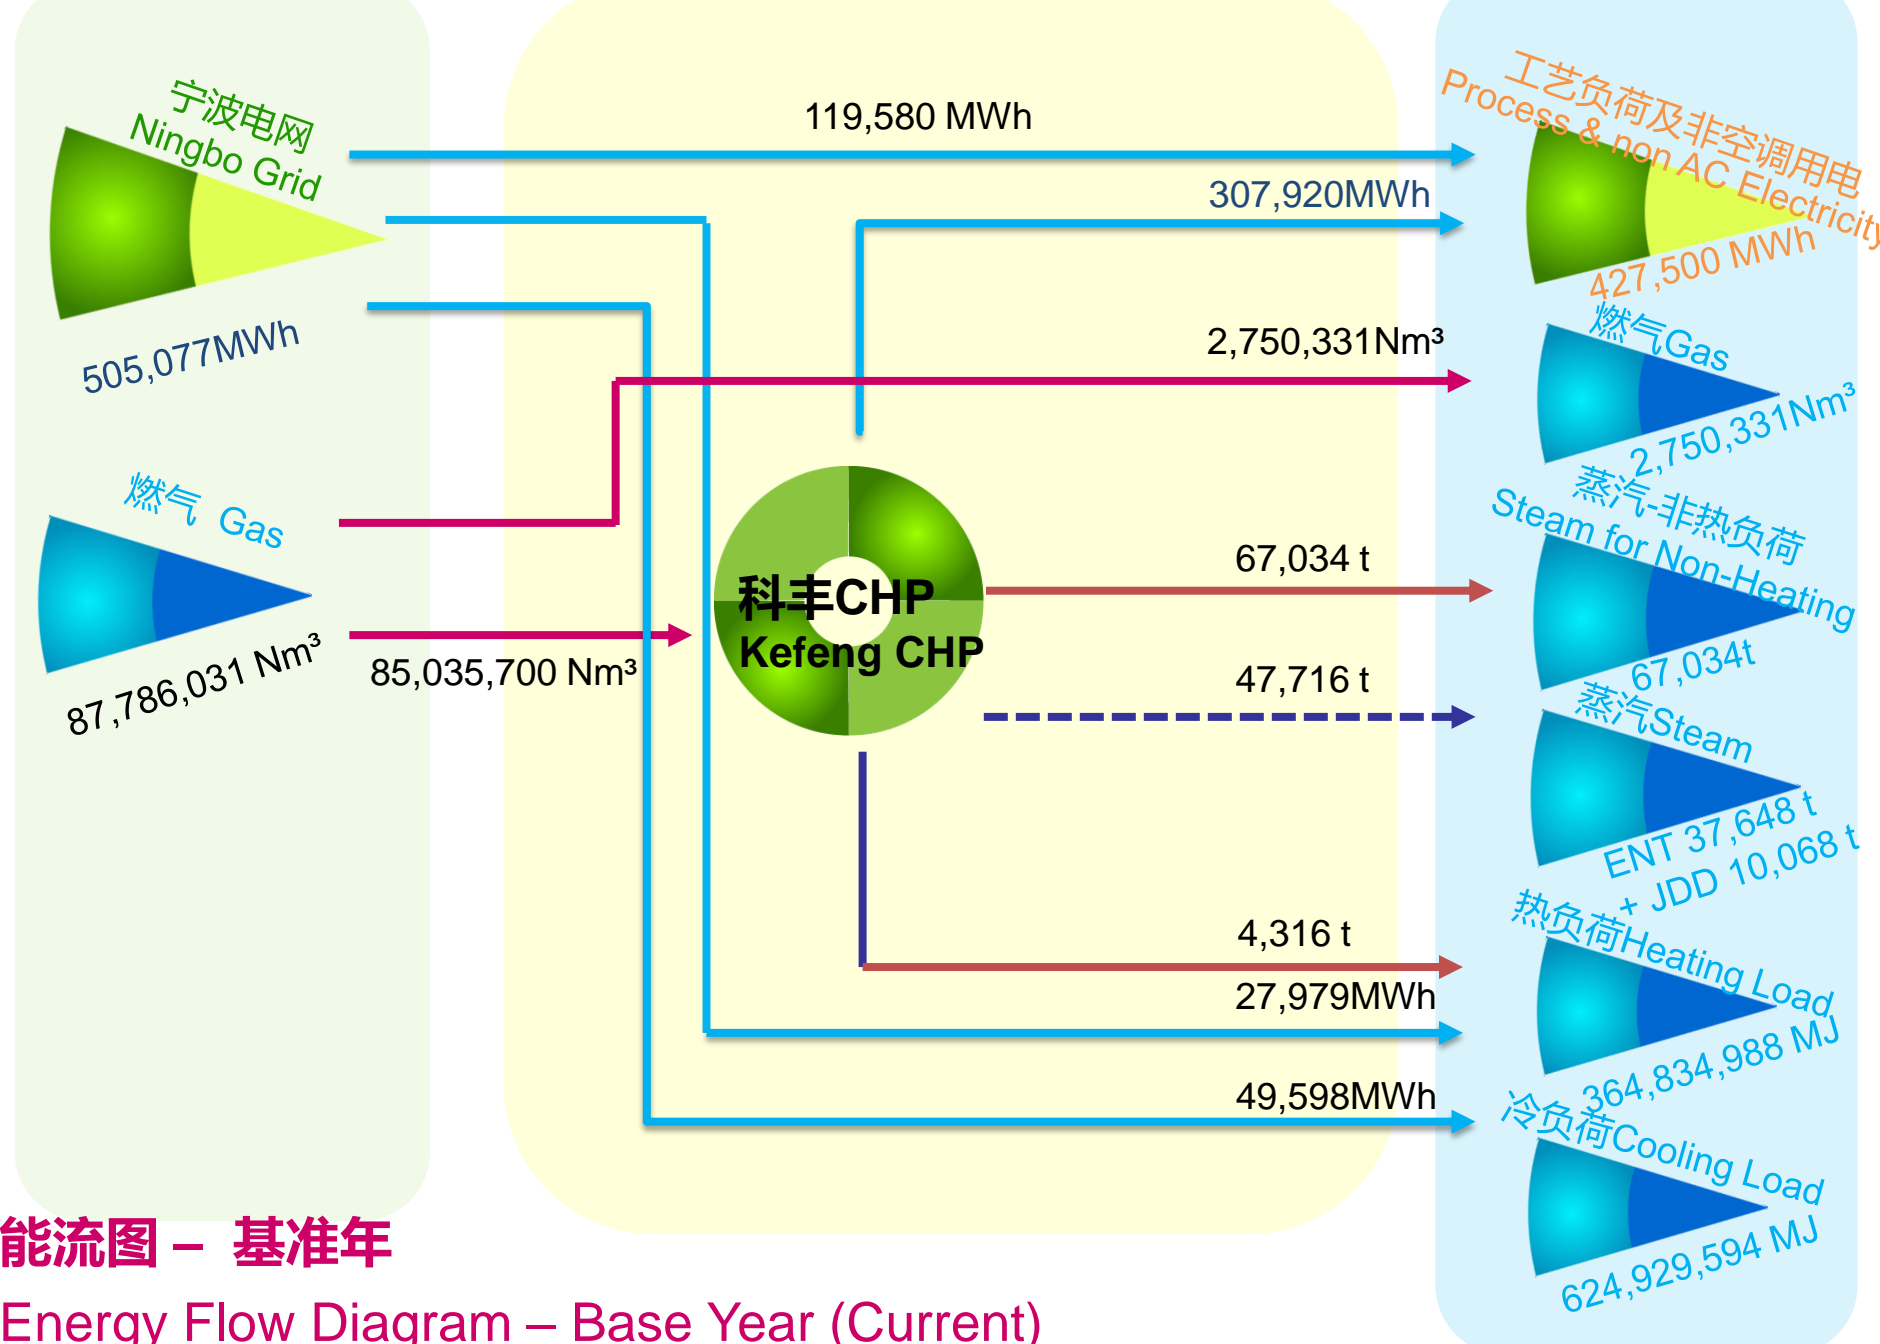 宁波电网
Ningbo Grid
505,077MWh
燃气 Gas
87,786,031 Nm³
119,580 MWh
307,920MWh
2,750,331Nm³
85,035,700 Nm³
科丰CHP
Kefeng CHP
67,034 t
47,716 t
4,316 t
27,979MWh
49,598MWh
工艺负荷及非空调用电
Process & non AC Electricity
427,500 MWh
燃气Gas
2,750,331Nm³
蒸汽-非热负荷
Steam for Non-Heating
67,034t
蒸汽Steam
ENT 37,648 t
+ JDD 10,068 t
热负荷Heating Load
364,834,988 MJ
冷负荷Cooling Load
624,929,594 MJ
能流图 – 基准年
Energy Flow Diagram – Base Year (Current)